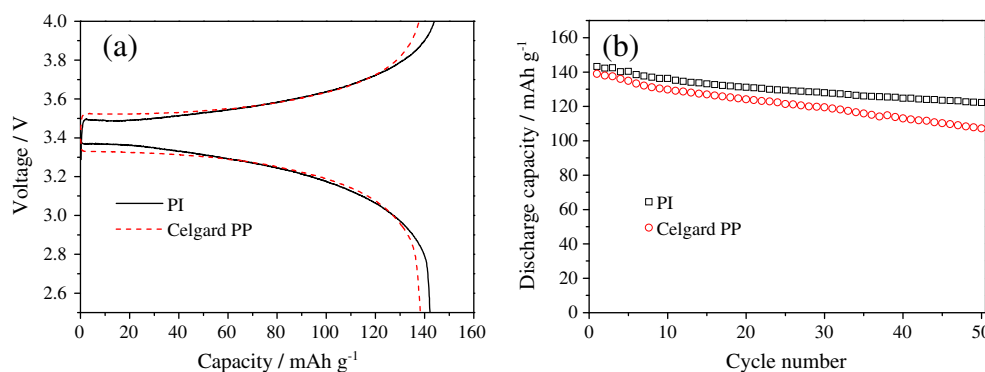 (a)
4.0
3.8
3.6
3.4
3.2
3.0
2.8
2.6
Voltage / V
PI
Celgard PP
0 20 40 60 80 100 120 140 160
Capacity / mAh g⁻¹
(b)
160
140
120
100
80
60
40
20
0
Discharge capacity / mAh g⁻¹
PI
Celgard PP
0 10 20 30 40 50
Cycle number